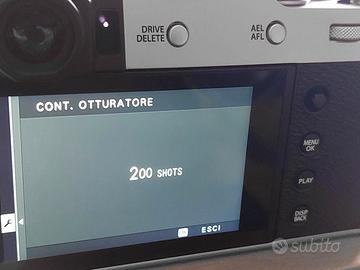 DRIVE
DELETE
AEL
AFL
CONT. OTTURATORE
200 SHOTS
MENU
OK
PLAY
DISP
BACK
ESCI
subito